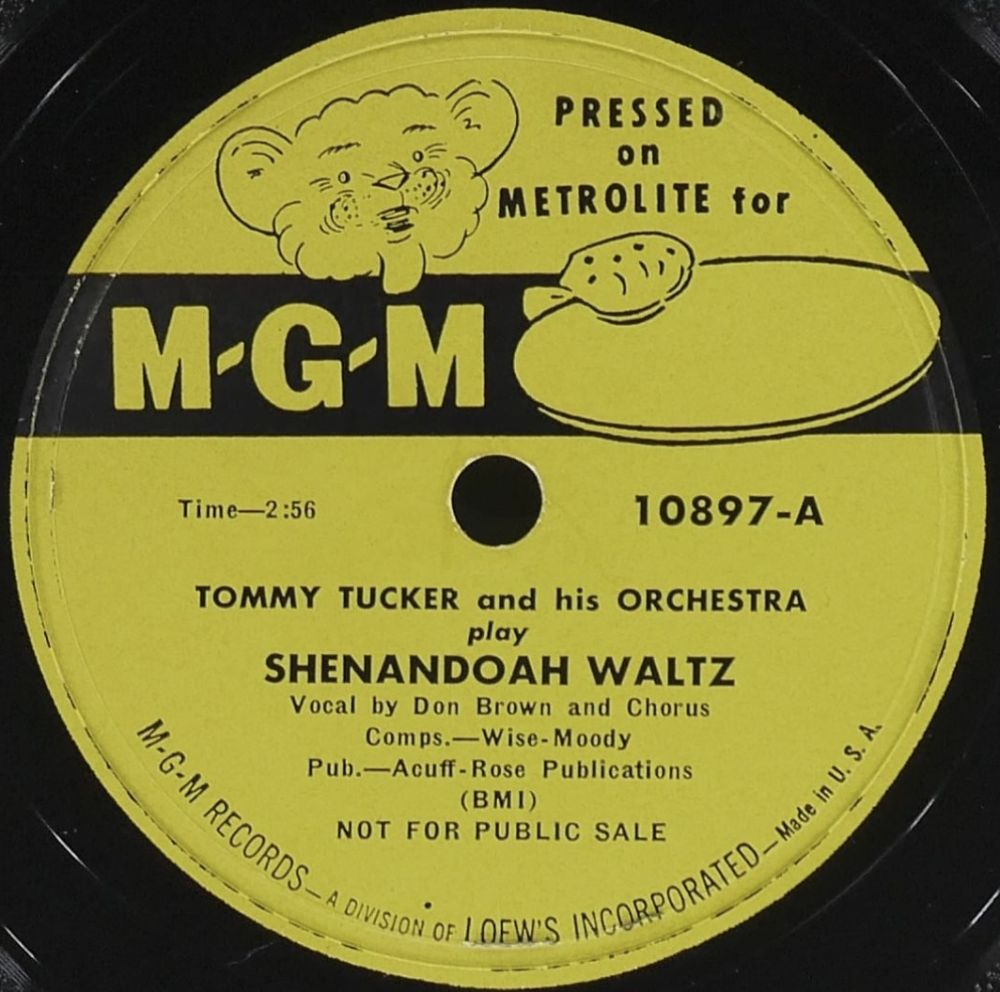 PRESSED
on
METROLITE for
M-G-M
Time—2:56
10897-A
TOMMY TUCKER and his ORCHESTRA
play
SHENANDOAH WALTZ
Vocal by Don Brown and Chorus
Comps.—Wise-Moody
Pub.—Acuff-Rose Publications
(BMI)
NOT FOR PUBLIC SALE
M-G-M RECORDS—A DIVISION OF LOEW'S INCORPORATED—Made in U. S. A.